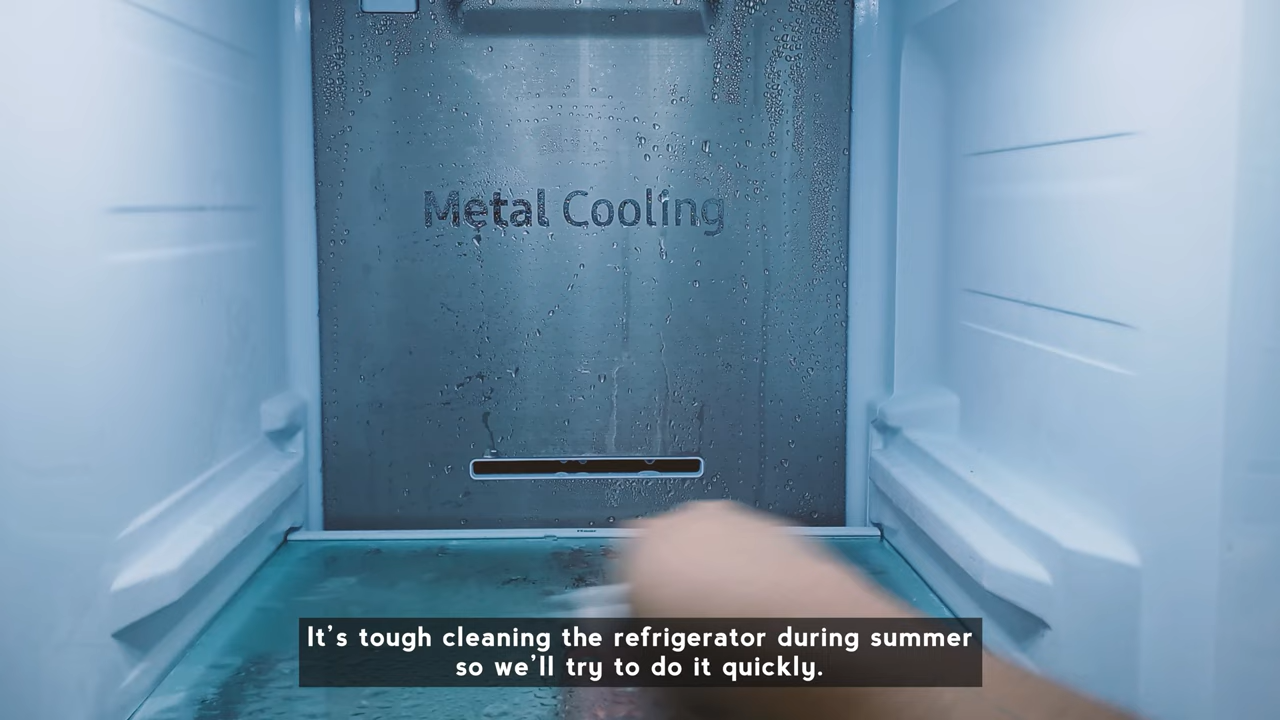 Metal Cooling
It's tough cleaning the refrigerator during summer
so we'll try to do it quickly.